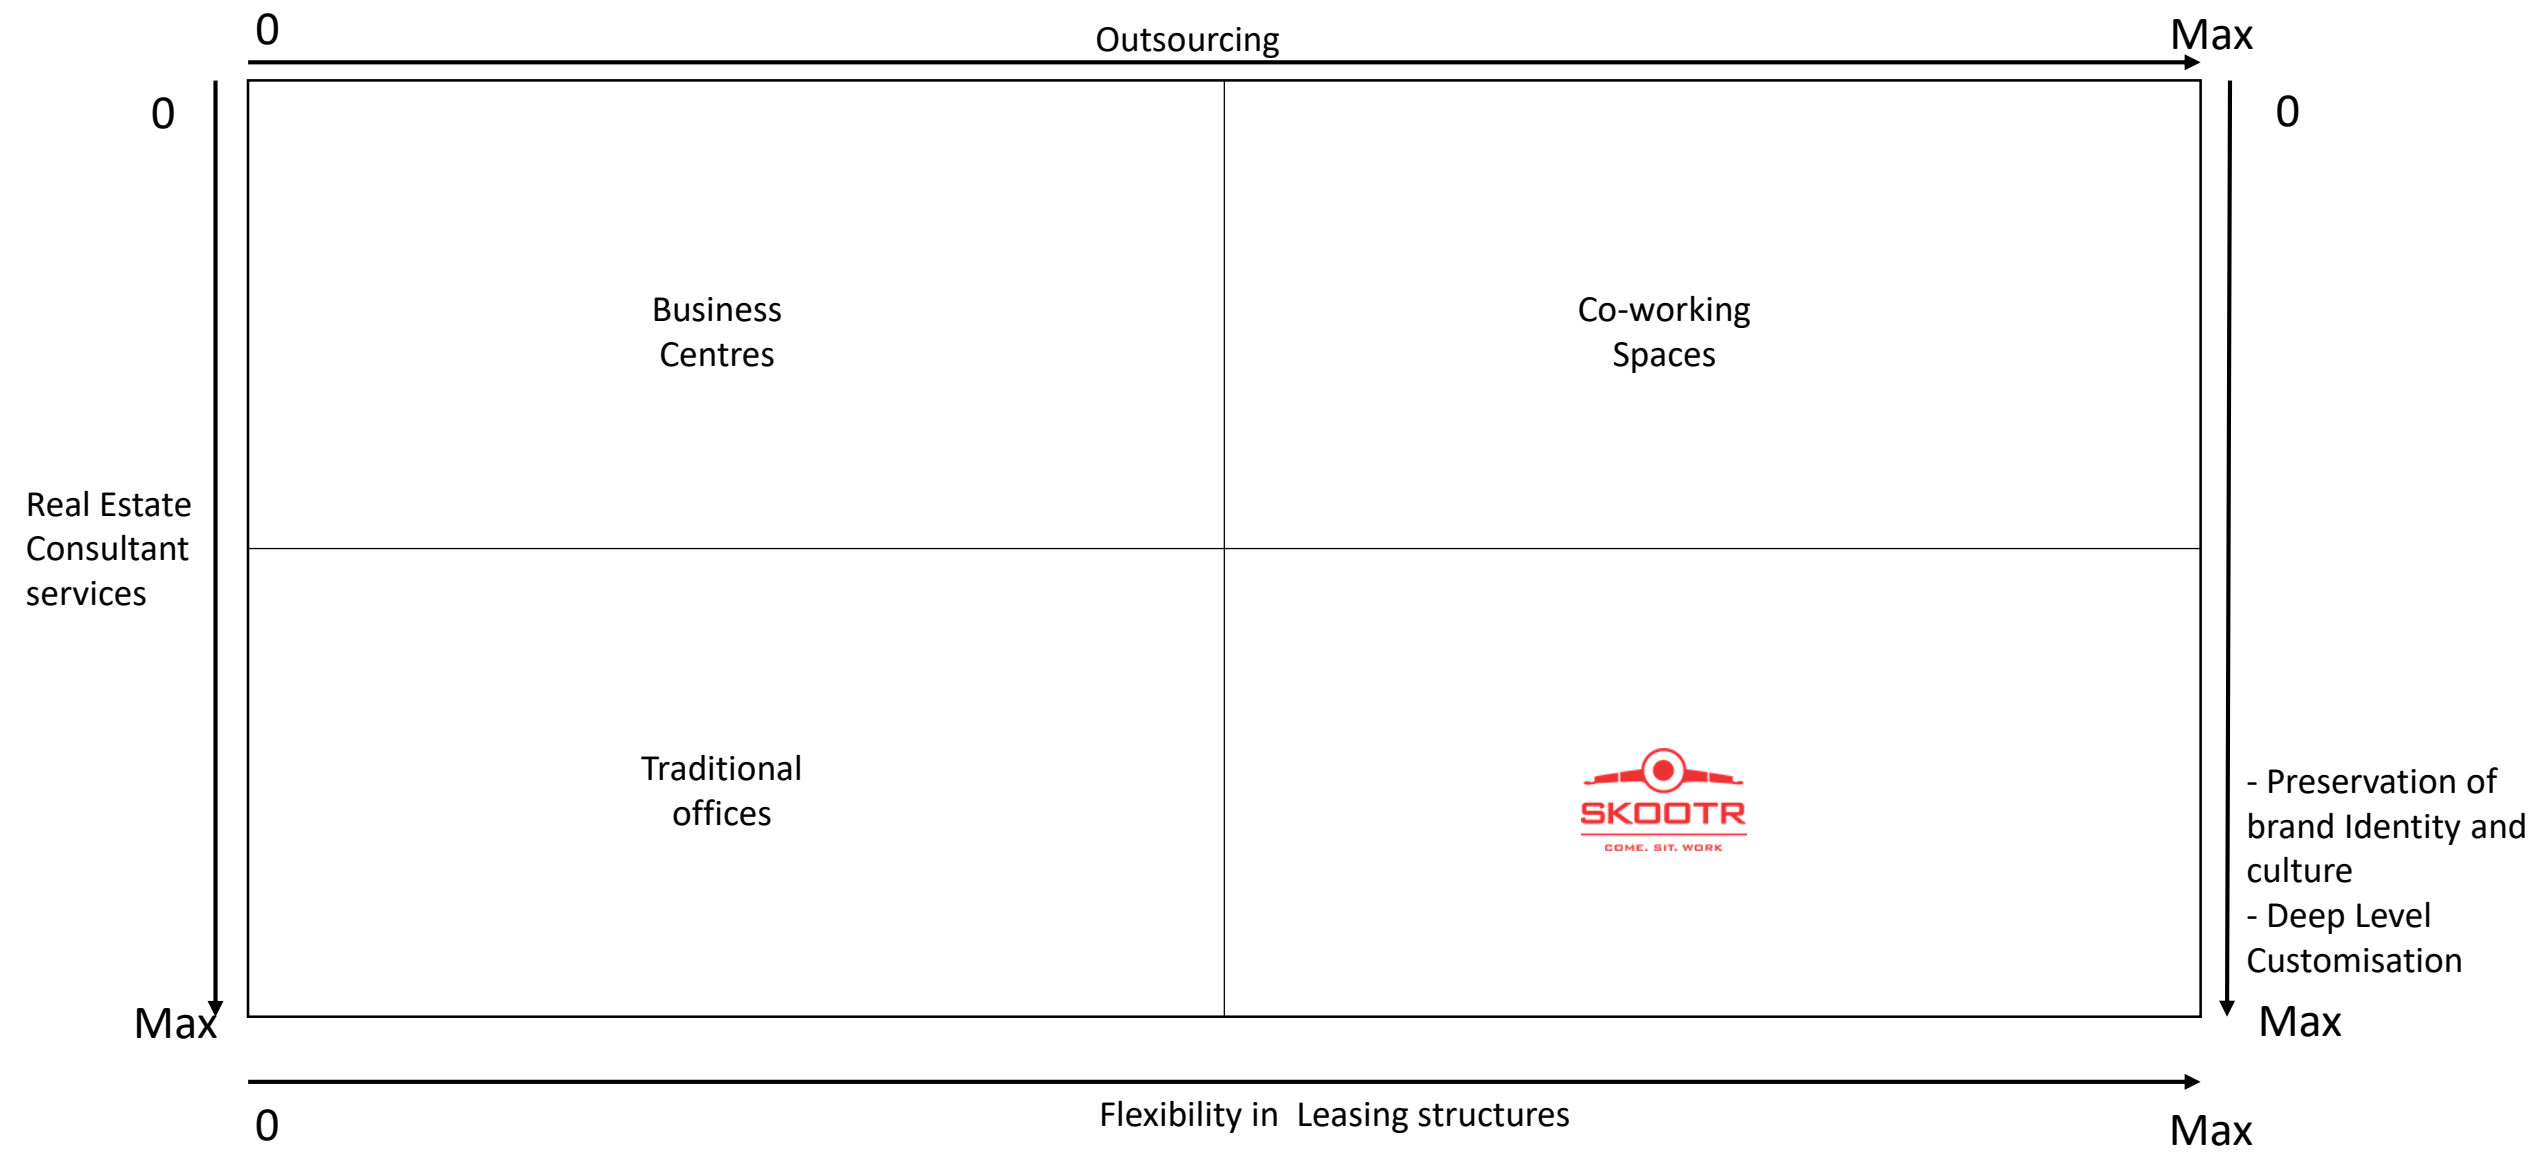 0
Outsourcing
Max
0
0
Business
Centres
Co-working
Spaces
Real Estate
Consultant
services
Traditional
offices
SKOOTR
COME. SIT. WORK
- Preservation of
brand Identity and
culture
- Deep Level
Customisation
Max
Max
0
Flexibility in  Leasing structures
Max